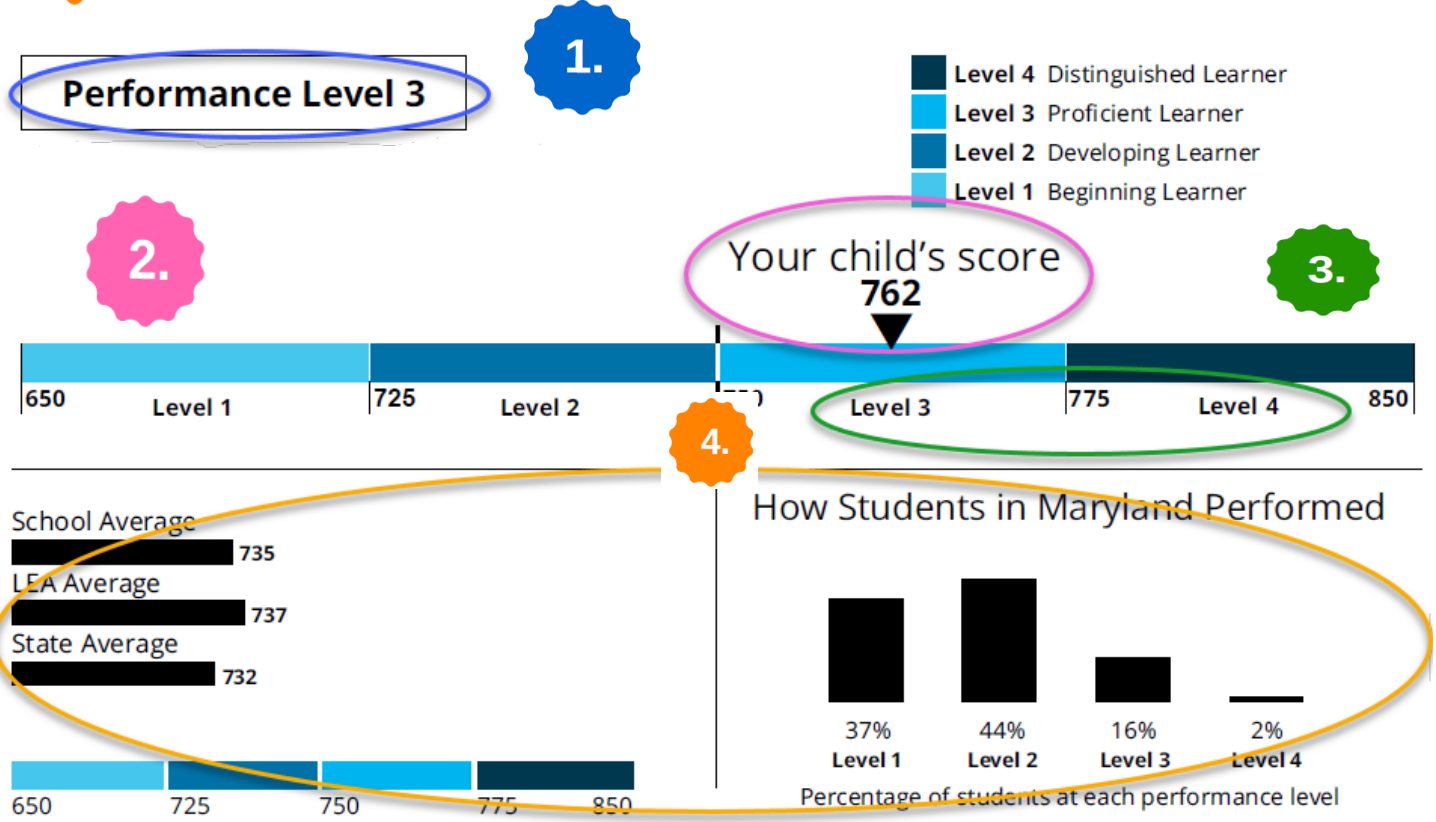 1.
Performance Level 3
Level 4 Distinguished Learner
Level 3 Proficient Learner
Level 2 Developing Learner
Level 1 Beginning Learner
2.
Your child's score
762
3.
650 Level 1 725 Level 2 Level 3 775 Level 4 850
4.
School Average
735
LEA Average
737
State Average
732
650 725 750 775 850
How Students in Maryland Performed
37% 44% 16% 2%
Level 1 Level 2 Level 3 Level 4
Percentage of students at each performance level